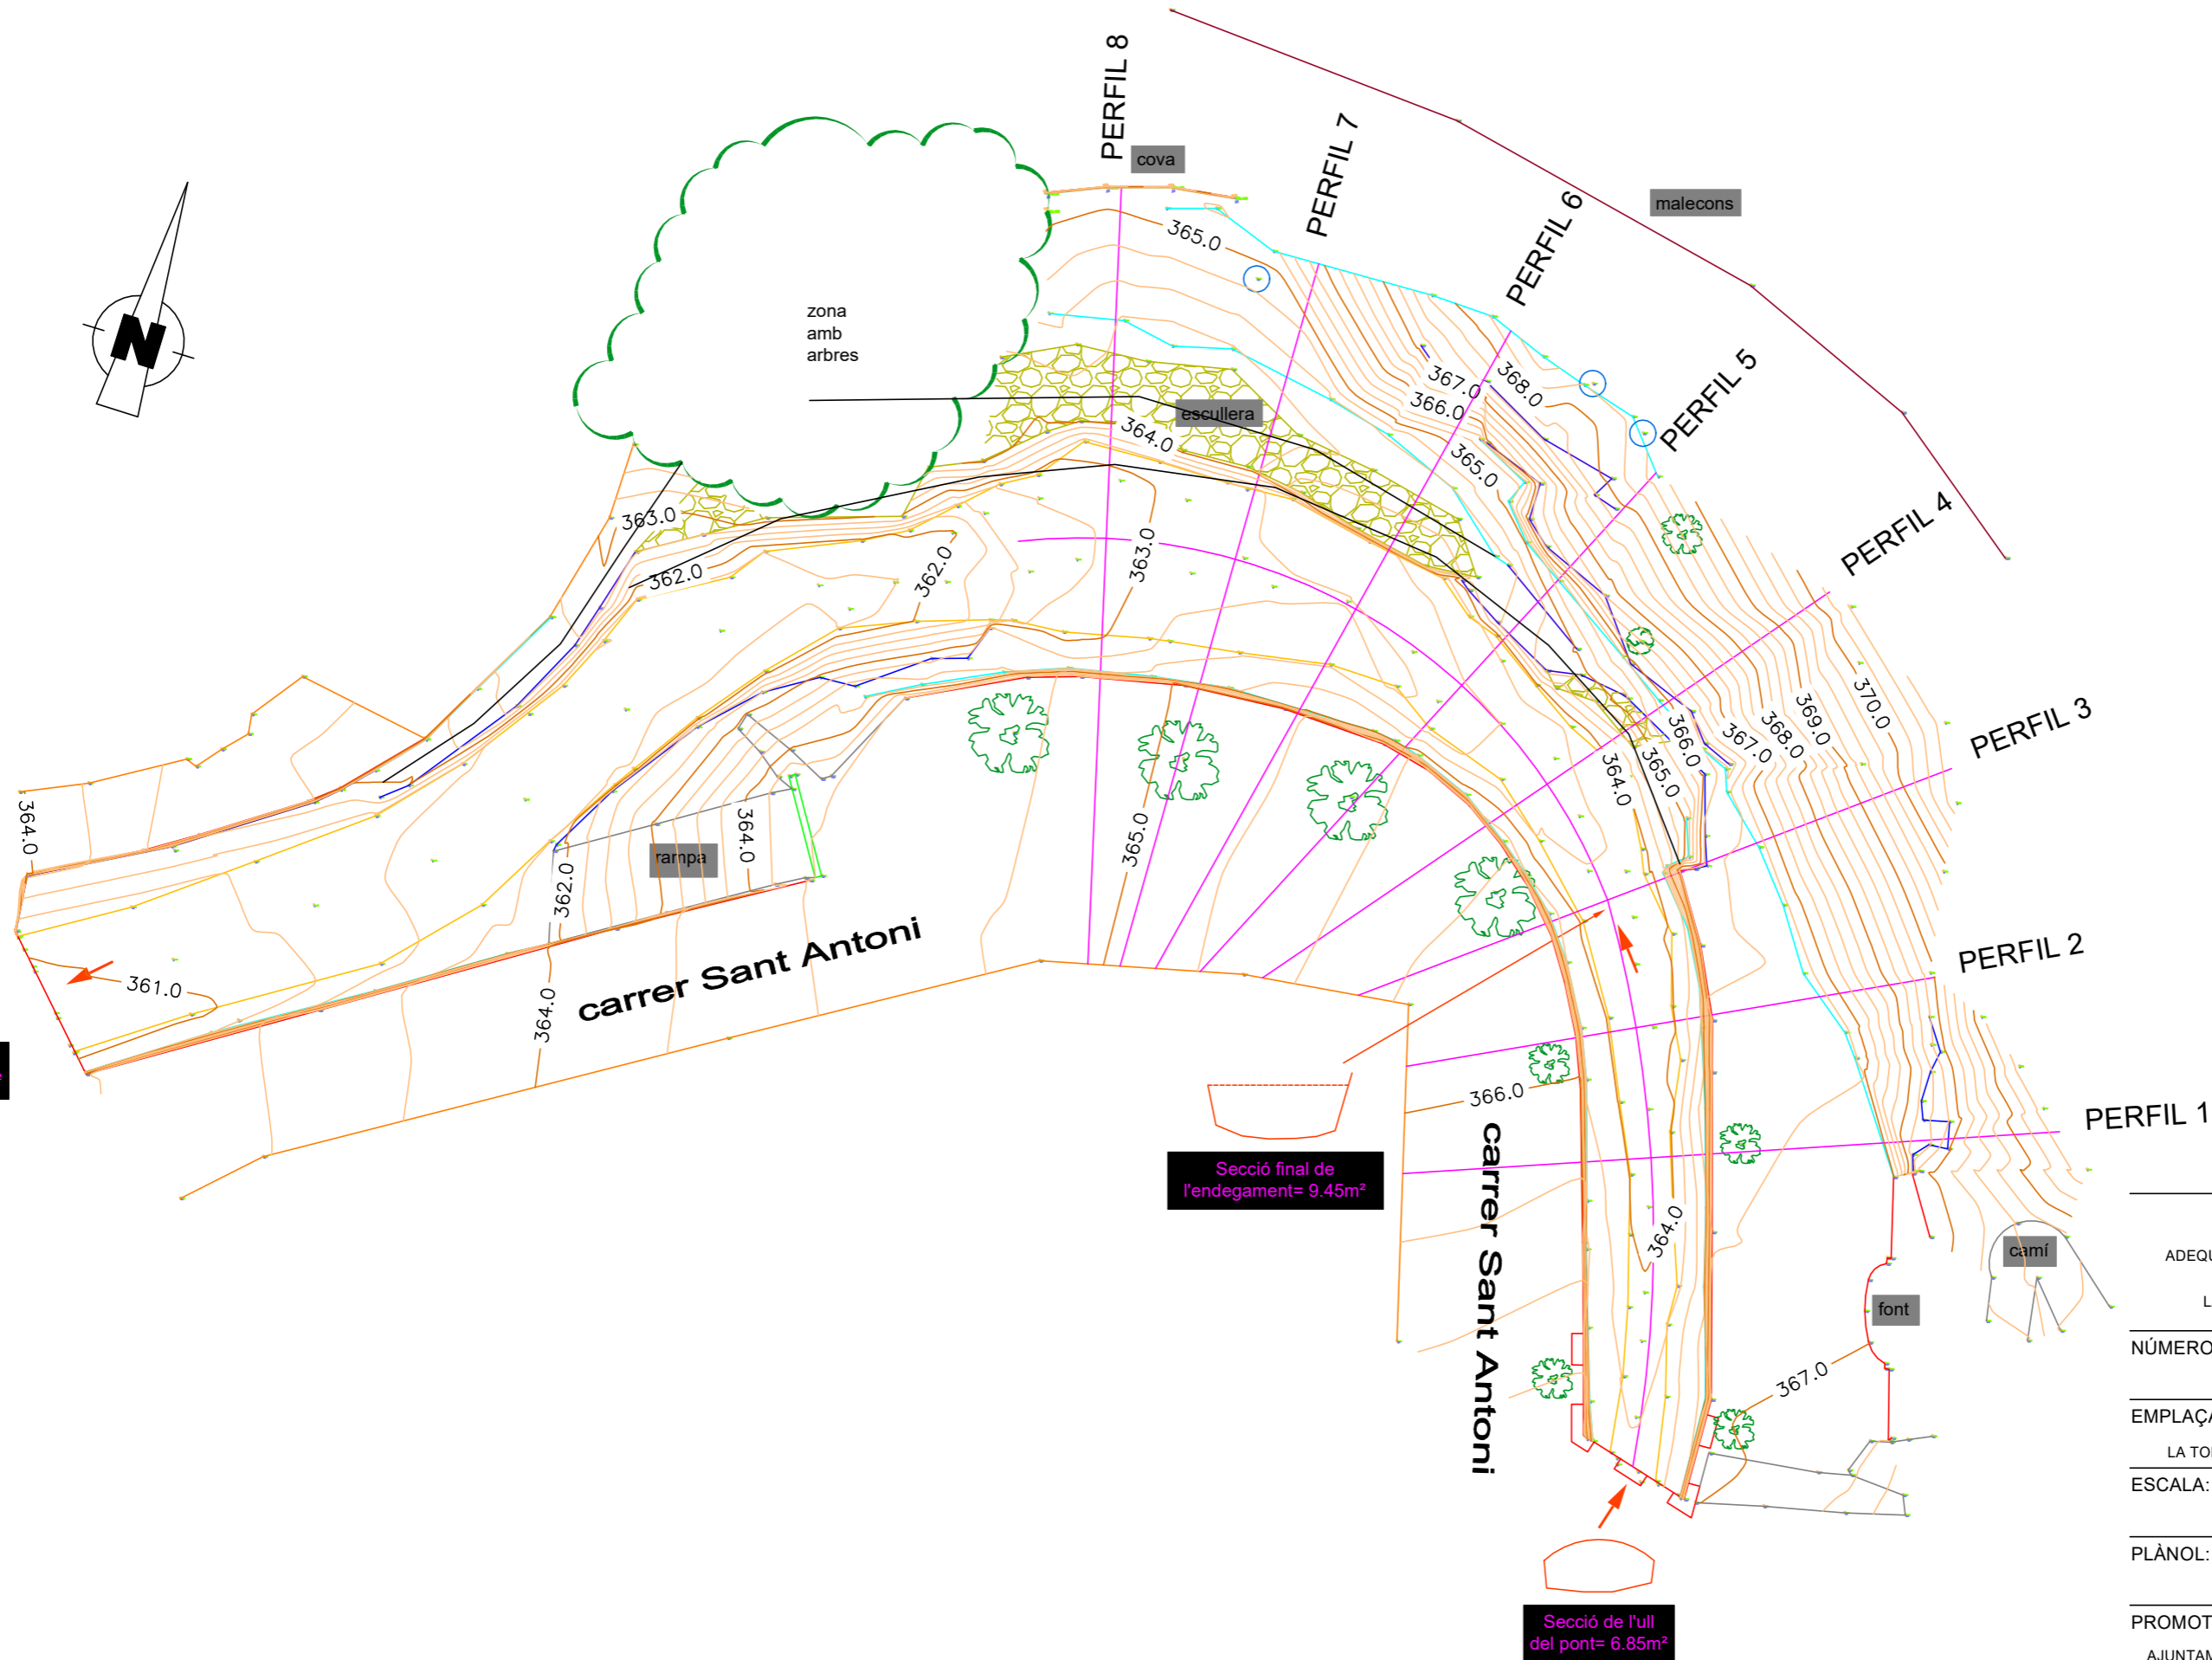 PERFIL 8
PERFIL 7
PERFIL 6
PERFIL 5
PERFIL 4
PERFIL 3
PERFIL 2
PERFIL 1
cova
malecons
N
zona
amb
arbres
escullera
365.0
367.0
368.0
366.0
365.0
364.0
363.0
363.0
362.0
362.0
370.0
369.0
368.0
367.0
366.0
365.0
364.0
364.0
364.0
rampa
362.0
365.0
361.0
364.0
carrer Sant Antoni
366.0
carrer Sant Antoni
364.0
367.0
Secció final de
l'endegament= 9.45m²
camí
font
Secció de l'ull
del pont= 6.85m²
NÚMERO
ESCALA:
PLÀNOL: